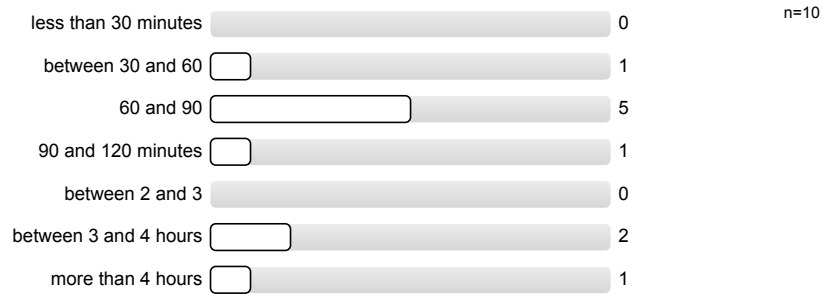 n=10
less than 30 minutes 0
between 30 and 60 1
60 and 90 5
90 and 120 minutes 1
between 2 and 3 0
between 3 and 4 hours 2
more than 4 hours 1